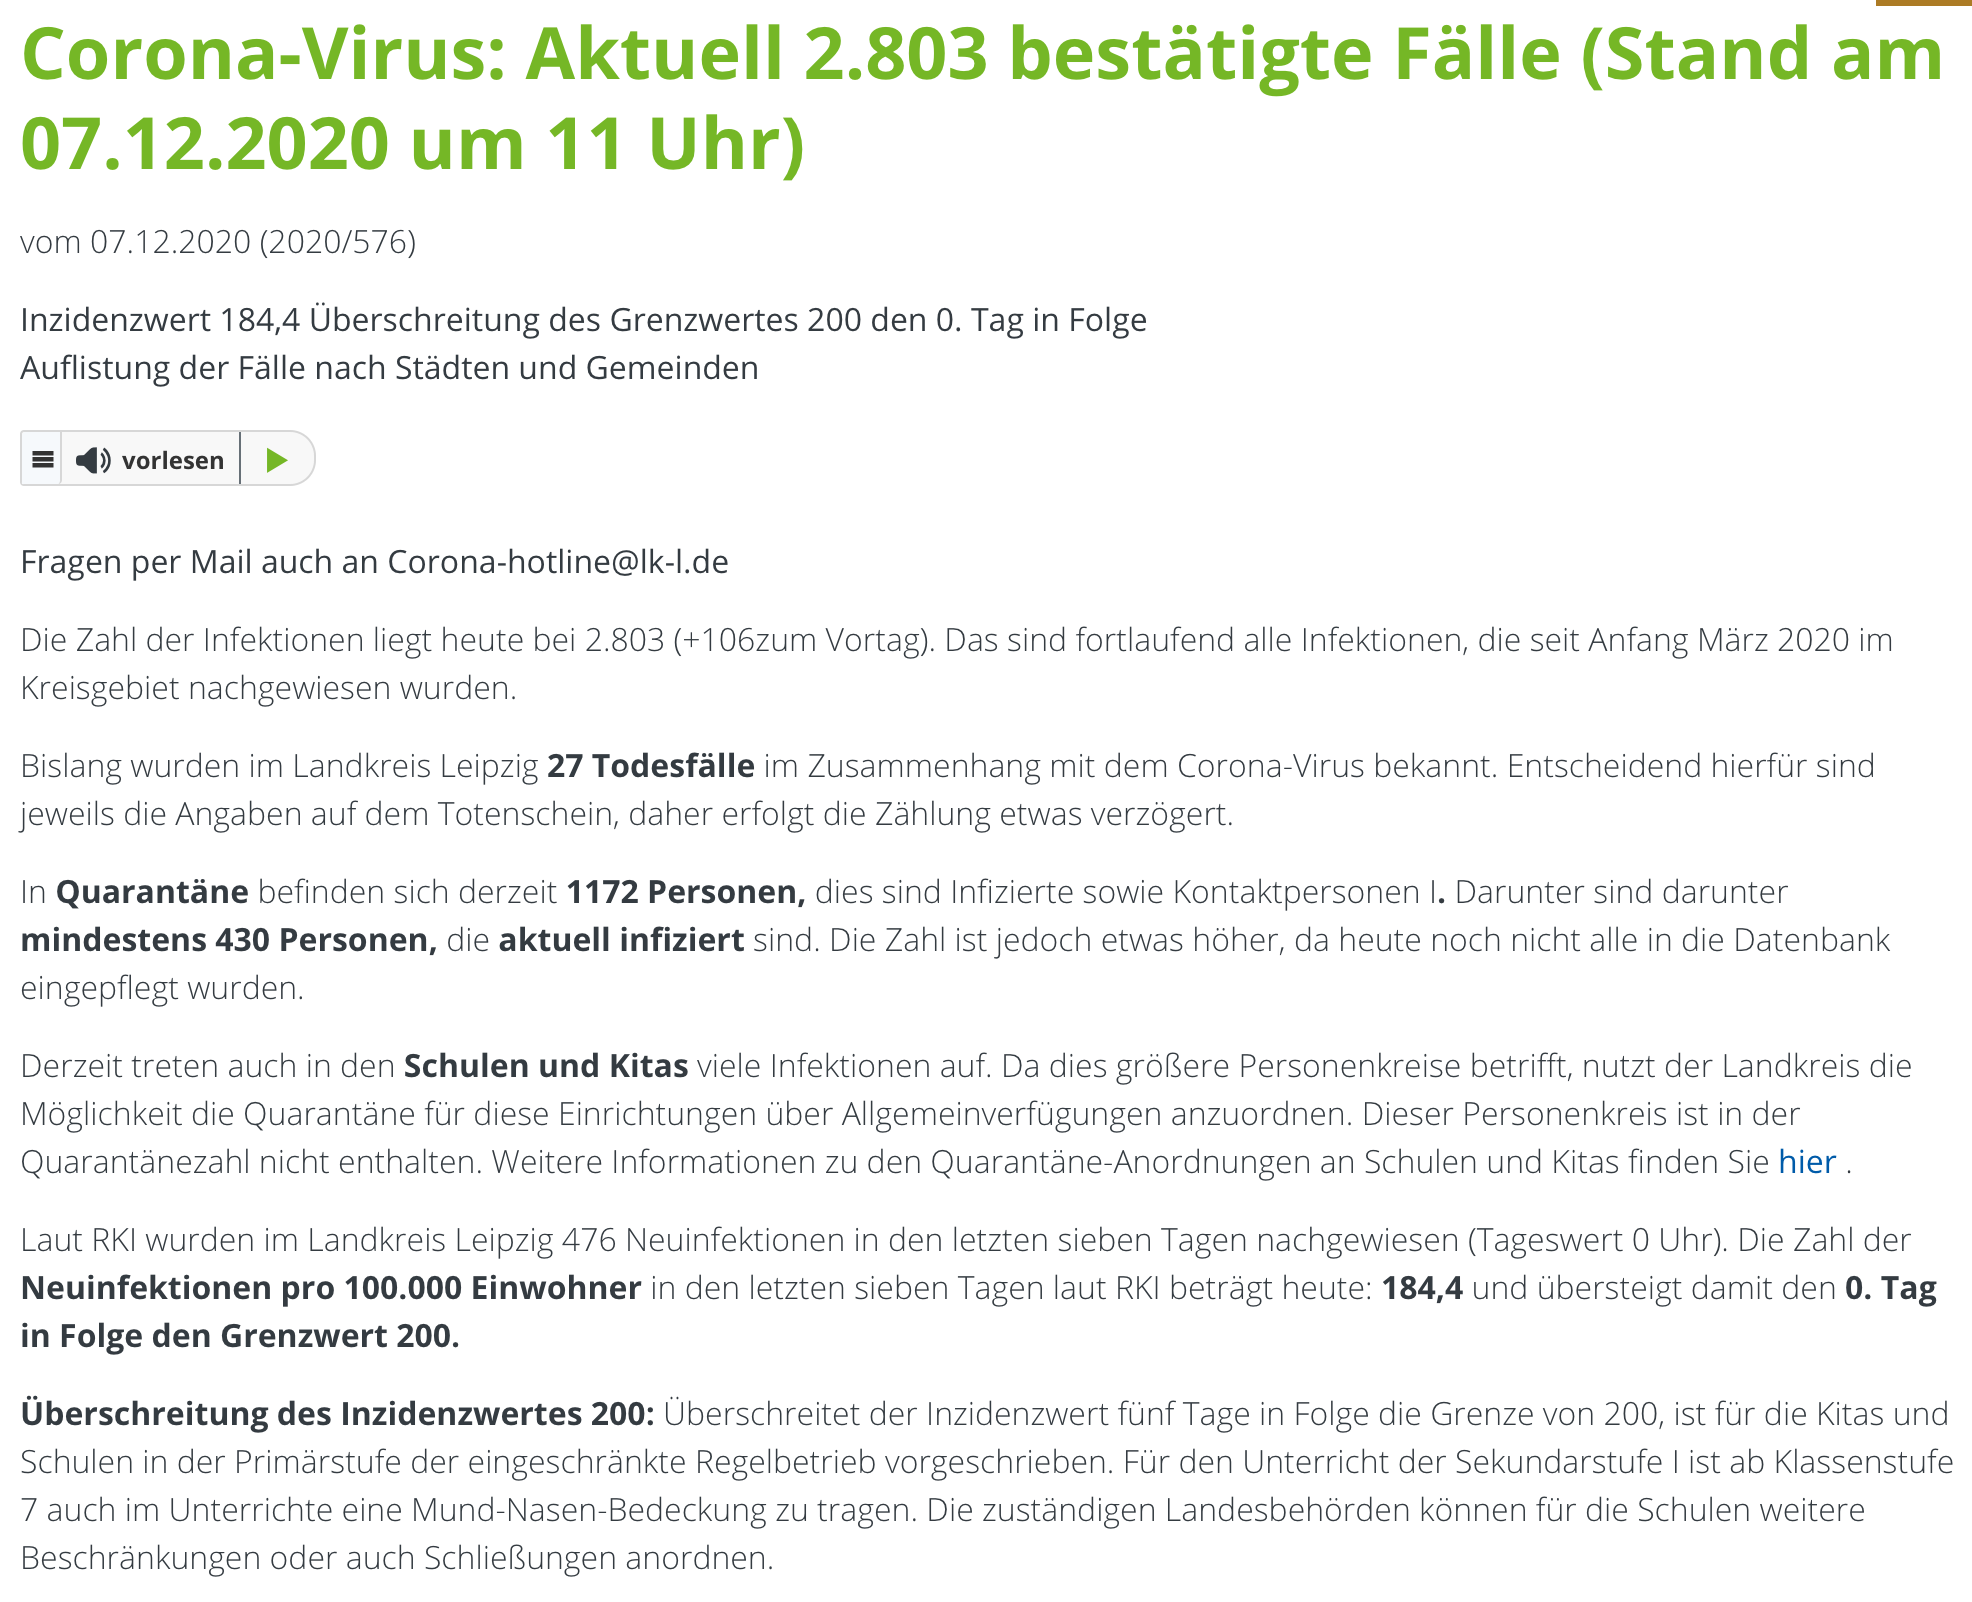 Corona-Virus: Aktuell 2.803 bestätigte Fälle (Stand am
07.12.2020 um 11 Uhr)
vom 07.12.2020 (2020/576)
Inzidenzwert 184,4 Überschreitung des Grenzwertes 200 den 0. Tag in Folge
Auflistung der Fälle nach Städten und Gemeinden
vorlesen
Fragen per Mail auch an Corona-hotline@lk-l.de
Die Zahl der Infektionen liegt heute bei 2.803 (+106zum Vortag). Das sind fortlaufend alle Infektionen, die seit Anfang März 2020 im
Kreisgebiet nachgewiesen wurden.
Bislang wurden im Landkreis Leipzig 27 Todesfälle im Zusammenhang mit dem Corona-Virus bekannt. Entscheidend hierfür sind
jeweils die Angaben auf dem Totenschein, daher erfolgt die Zählung etwas verzögert.
In Quarantäne befinden sich derzeit 1172 Personen, dies sind Infizierte sowie Kontaktpersonen I. Darunter sind darunter
mindestens 430 Personen, die aktuell infiziert sind. Die Zahl ist jedoch etwas höher, da heute noch nicht alle in die Datenbank
eingepflegt wurden.
Derzeit treten auch in den Schulen und Kitas viele Infektionen auf. Da dies größere Personenkreise betrifft, nutzt der Landkreis die
Möglichkeit die Quarantäne für diese Einrichtungen über Allgemeinverfügungen anzuordnen. Dieser Personenkreis ist in der
Quarantänezahl nicht enthalten. Weitere Informationen zu den Quarantäne-Anordnungen an Schulen und Kitas finden Sie hier .
Laut RKI wurden im Landkreis Leipzig 476 Neuinfektionen in den letzten sieben Tagen nachgewiesen (Tageswert 0 Uhr). Die Zahl der
Neuinfektionen pro 100.000 Einwohner in den letzten sieben Tagen laut RKI beträgt heute: 184,4 und übersteigt damit den 0. Tag
in Folge den Grenzwert 200.
Überschreitung des Inzidenzwertes 200: Überschreitet der Inzidenzwert fünf Tage in Folge die Grenze von 200, ist für die Kitas und
Schulen in der Primärstufe der eingeschränkte Regelbetrieb vorgeschrieben. Für den Unterricht der Sekundarstufe I ist ab Klassenstufe
7 auch im Unterrichte eine Mund-Nasen-Bedeckung zu tragen. Die zuständigen Landesbehörden können für die Schulen weitere
Beschränkungen oder auch Schließungen anordnen.